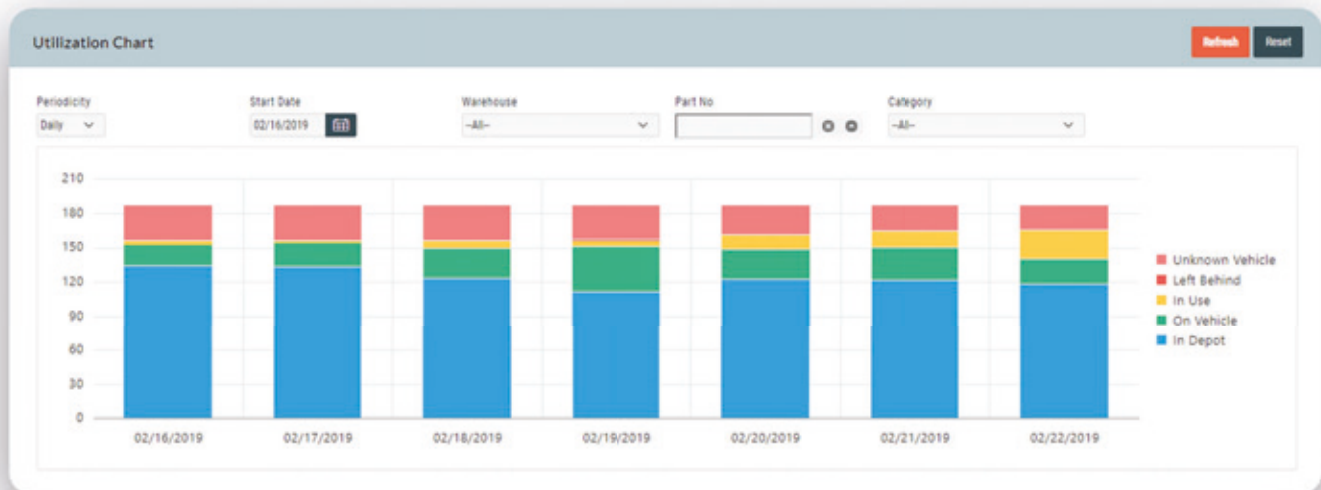 Utilization Chart
Refresh Reset
Periodicity Start Date Warehouse Part No Category
Daily 02/16/2019 --All-- --All--
210
180
150
120
90
60
30
0
02/16/2019 02/17/2019 02/18/2019 02/19/2019 02/20/2019 02/21/2019 02/22/2019
Unknown Vehicle
Left Behind
In Use
On Vehicle
In Depot